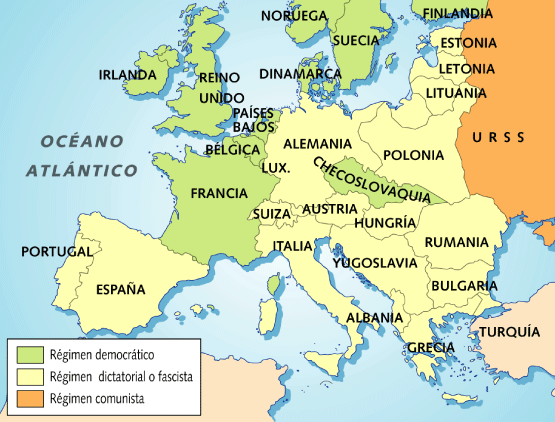 NORUEGA
FINLANDIA
SUECIA
ESTONIA
LETONIA
IRLANDA
REINO
UNIDO
DINAMARCA
LITUANIA
PAÍSES
BAJOS
URSS
OCÉANO
ATLÁNTICO
BÉLGICA
ALEMANIA
POLONIA
LUX.
CHECOSLOVAQUIA
FRANCIA
SUIZA
AUSTRIA
HUNGRÍA
PORTUGAL
ITALIA
RUMANIA
YUGOSLAVIA
ESPAÑA
BULGARIA
ALBANIA
TURQUÍA
GRECIA
Régimen democrático
Régimen dictatorial o fascista
Régimen comunista